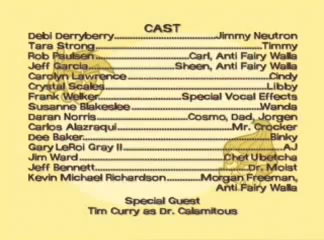 CAST
Debi Derryberry..............................Jimmy Neutron
Tara Strong..............................Timmy
Rob Paulsen..............................Carl, Anti Fairy Walla
Jeff Garcia..............................Sheen, Anti Fairy Walla
Carolyn Lawrence..............................Cindy
Crystal Scales..............................Libby
Frank Welker..............................Special Vocal Effects
Susanne Blakeslee..............................Wanda
Daran Norris..............................Cosmo, Dad, Jorgen
Carlos Alazraqui..............................Mr. Crocker
Dee Baker..............................Binky
Gary LeRoi Gray II..............................AJ
Jim Ward..............................Chet Ubetcha
Jeff Bennett..............................Dr. Moist
Kevin Michael Richardson..............................Morgan Freeman,
Anti Fairy Walla
Special Guest
Tim Curry as Dr. Calamitous